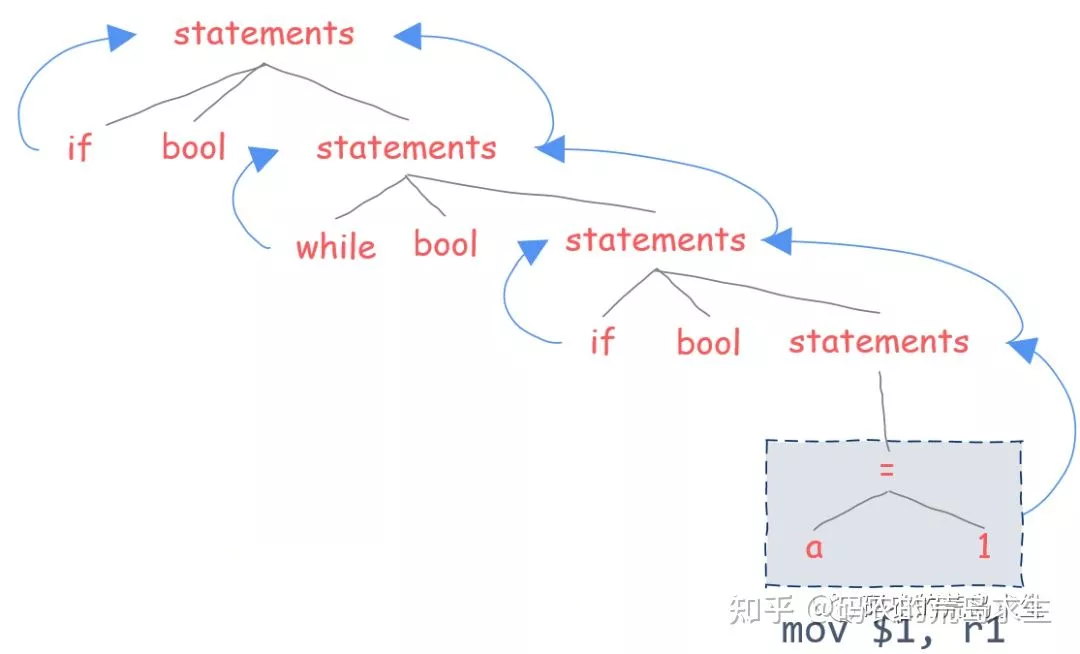 statements
if bool statements
while bool statements
if bool statements
=
a 1
知乎 @码农的荒岛求生
mov $1, r1